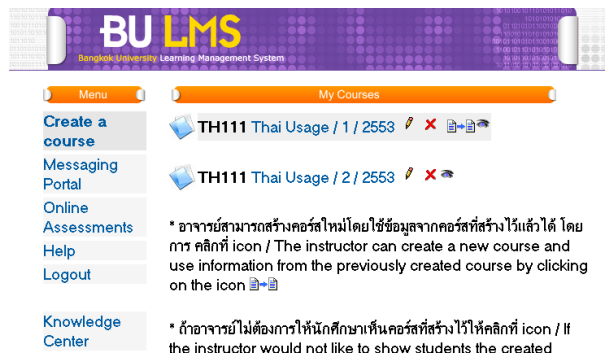 BU LMS
Bangkok University Learning Management System
Menu
My Courses
Create a
course
Messaging
Portal
Online
Assessments
Help
Logout
Knowledge
Center
TH111 Thai Usage / 1 / 2553
TH111 Thai Usage / 2 / 2553
* อาจารย์สามารถสร้างคอร์สใหม่โดยใช้ข้อมูลจากคอร์สที่สร้างไว้แล้วได้ โดย
การ คลิกที่ icon / The instructor can create a new course and
use information from the previously created course by clicking
on the icon
* ถ้าอาจารย์ไม่ต้องการให้นักศึกษาเห็นคอร์สที่สร้างไว้ให้คลิกที่ icon / If
the instructor would not like to show students the created